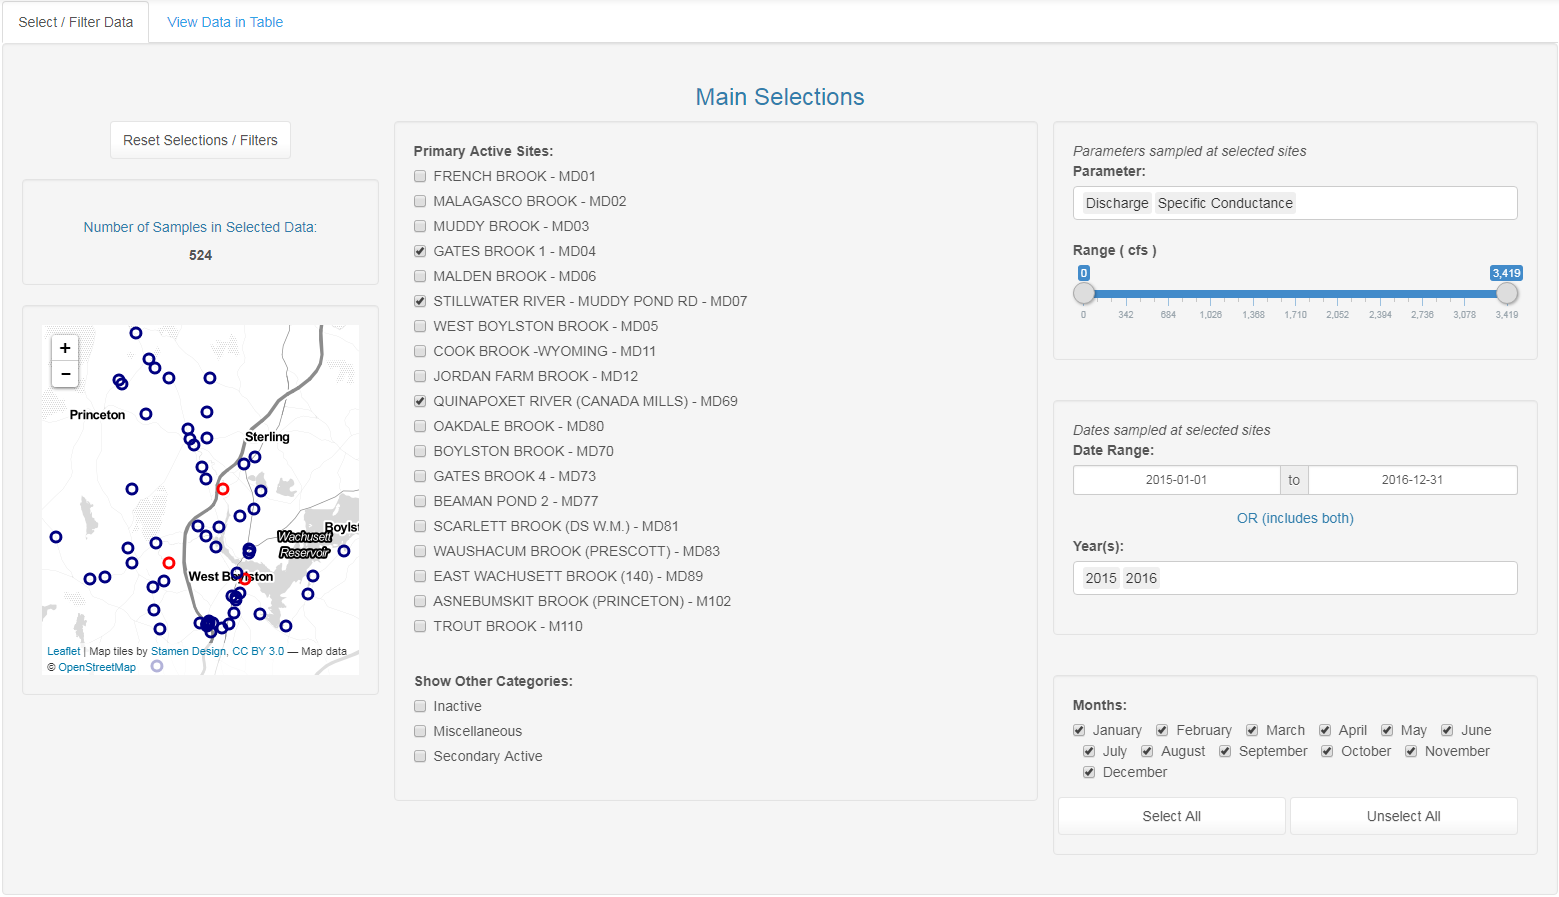 Select / Filter Data
View Data in Table
Main Selections
Reset Selections / Filters
Number of Samples in Selected Data:
524
+
−
Princeton
Sterling
Boylst
Wachusett
Reservoir
West Boylston
Leaflet | Map tiles by Stamen Design, CC BY 3.0 — Map data
© OpenStreetMap
Primary Active Sites:
FRENCH BROOK - MD01
MALAGASCO BROOK - MD02
MUDDY BROOK - MD03
GATES BROOK 1 - MD04
MALDEN BROOK - MD06
STILLWATER RIVER - MUDDY POND RD - MD07
WEST BOYLSTON BROOK - MD05
COOK BROOK -WYOMING - MD11
JORDAN FARM BROOK - MD12
QUINAPOXET RIVER (CANADA MILLS) - MD69
OAKDALE BROOK - MD80
BOYLSTON BROOK - MD70
GATES BROOK 4 - MD73
BEAMAN POND 2 - MD77
SCARLETT BROOK (DS W.M.) - MD81
WAUSHACUM BROOK (PRESCOTT) - MD83
EAST WACHUSETT BROOK (140) - MD89
ASNEBUMSKIT BROOK (PRINCETON) - M102
TROUT BROOK - M110
Show Other Categories:
Inactive
Miscellaneous
Secondary Active
Parameters sampled at selected sites
Parameter:
Discharge Specific Conductance
Range ( cfs )
0 3,419
0 342 684 1,026 1,368 1,710 2,052 2,394 2,736 3,078 3,419
Dates sampled at selected sites
Date Range:
2015-01-01 to 2016-12-31
OR (includes both)
Year(s):
2015 2016
Months:
January February March April May June
July August September October November
December
Select All Unselect All